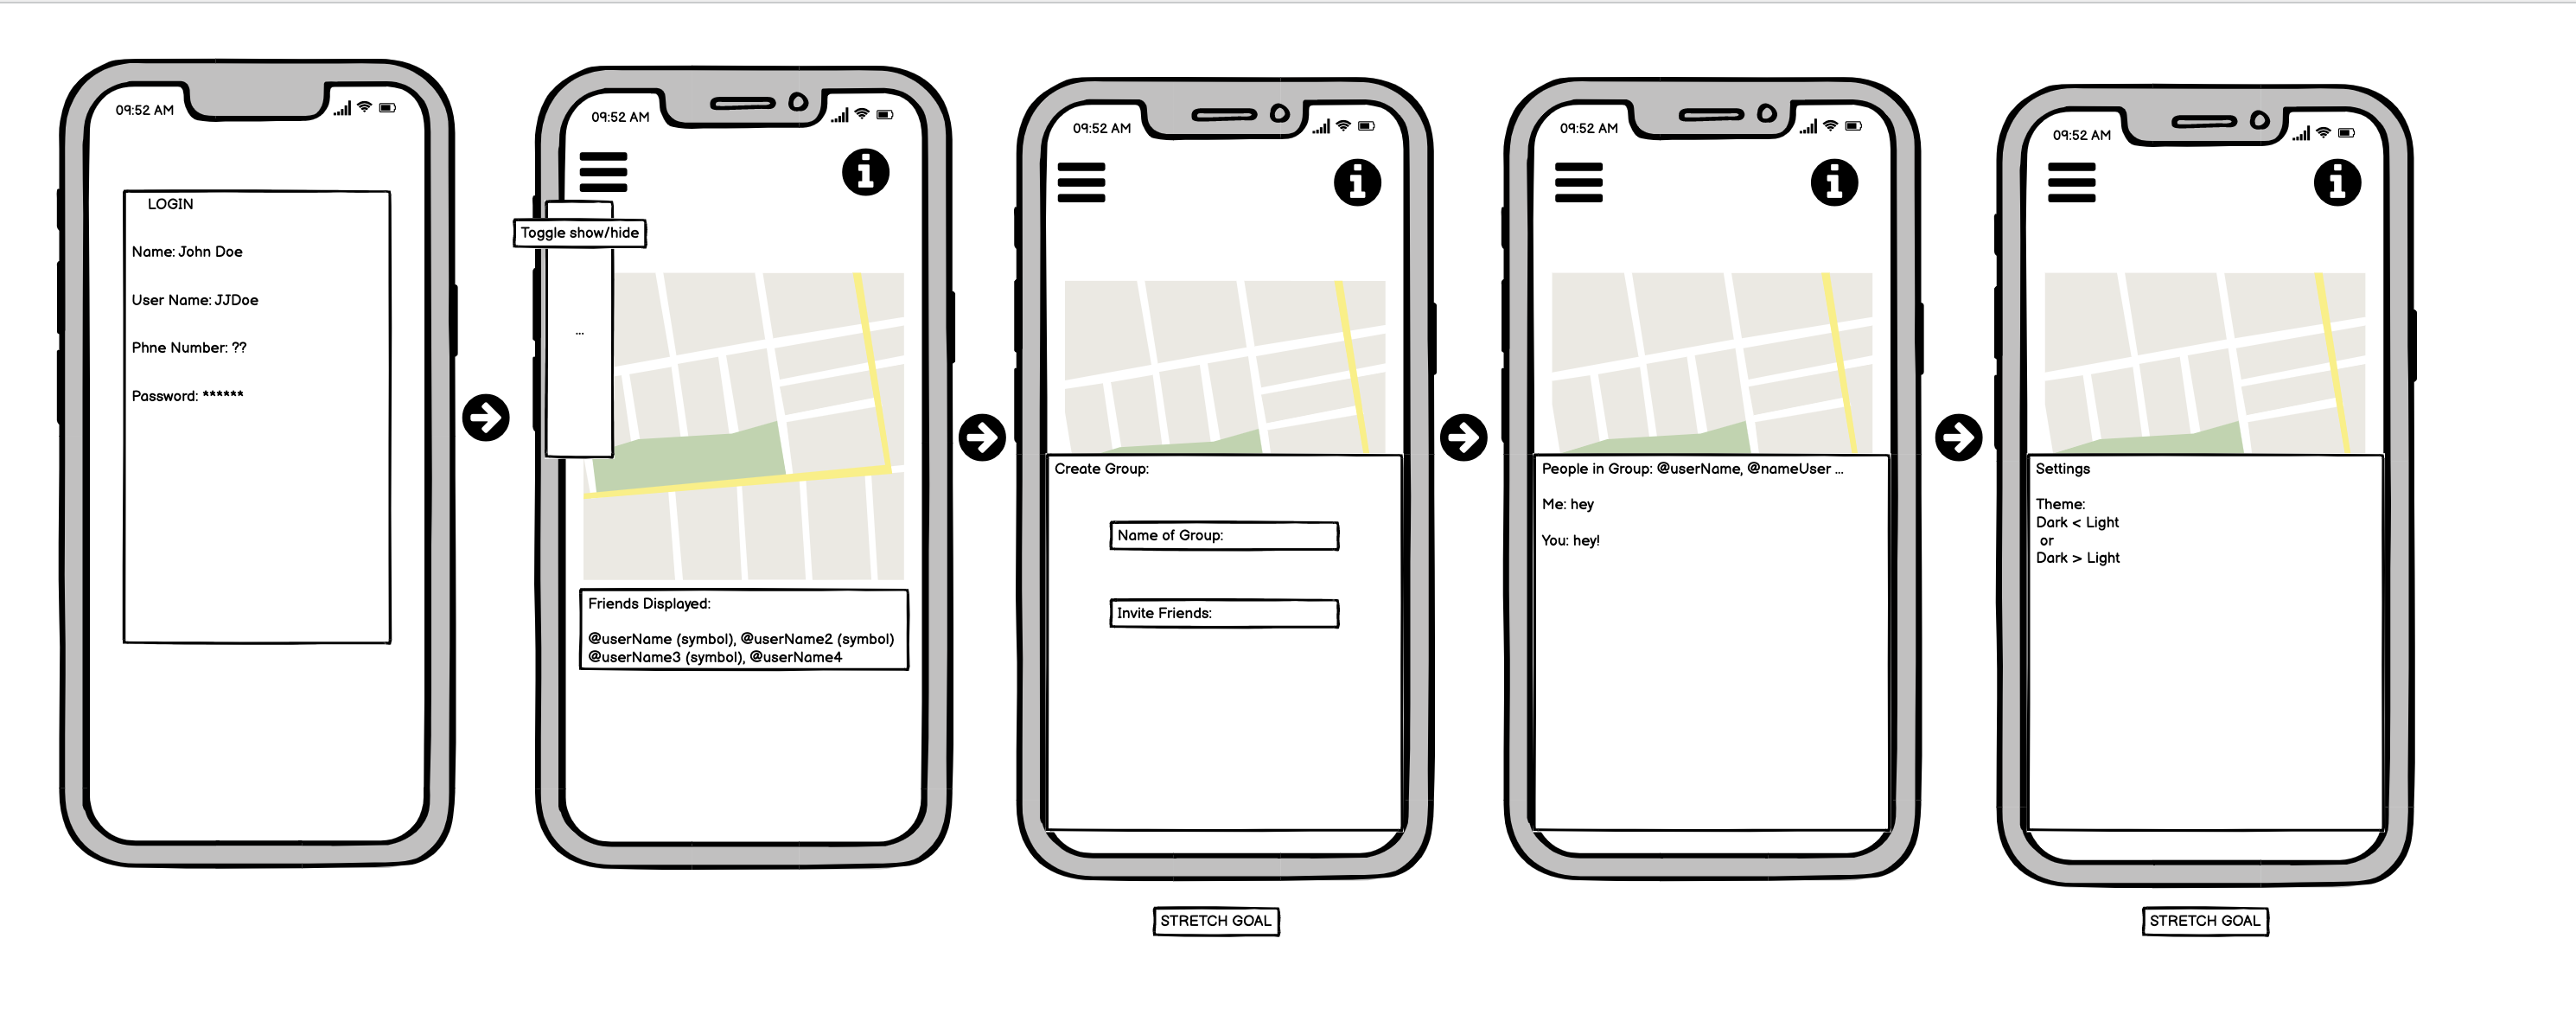 09:52 AM
LOGIN
Name: John Doe
User Name: JJDoe
Phne Number: ??
Password: ******
09:52 AM
Toggle show/hide
...
Friends Displayed:
@userName (symbol), @userName2 (symbol)
@userName3 (symbol), @userName4
09:52 AM
Create Group:
Name of Group:
Invite Friends:
STRETCH GOAL
09:52 AM
People in Group: @userName, @nameUser ...
Me: hey
You: hey!
09:52 AM
Settings
Theme:
Dark < Light
or
Dark > Light
STRETCH GOAL